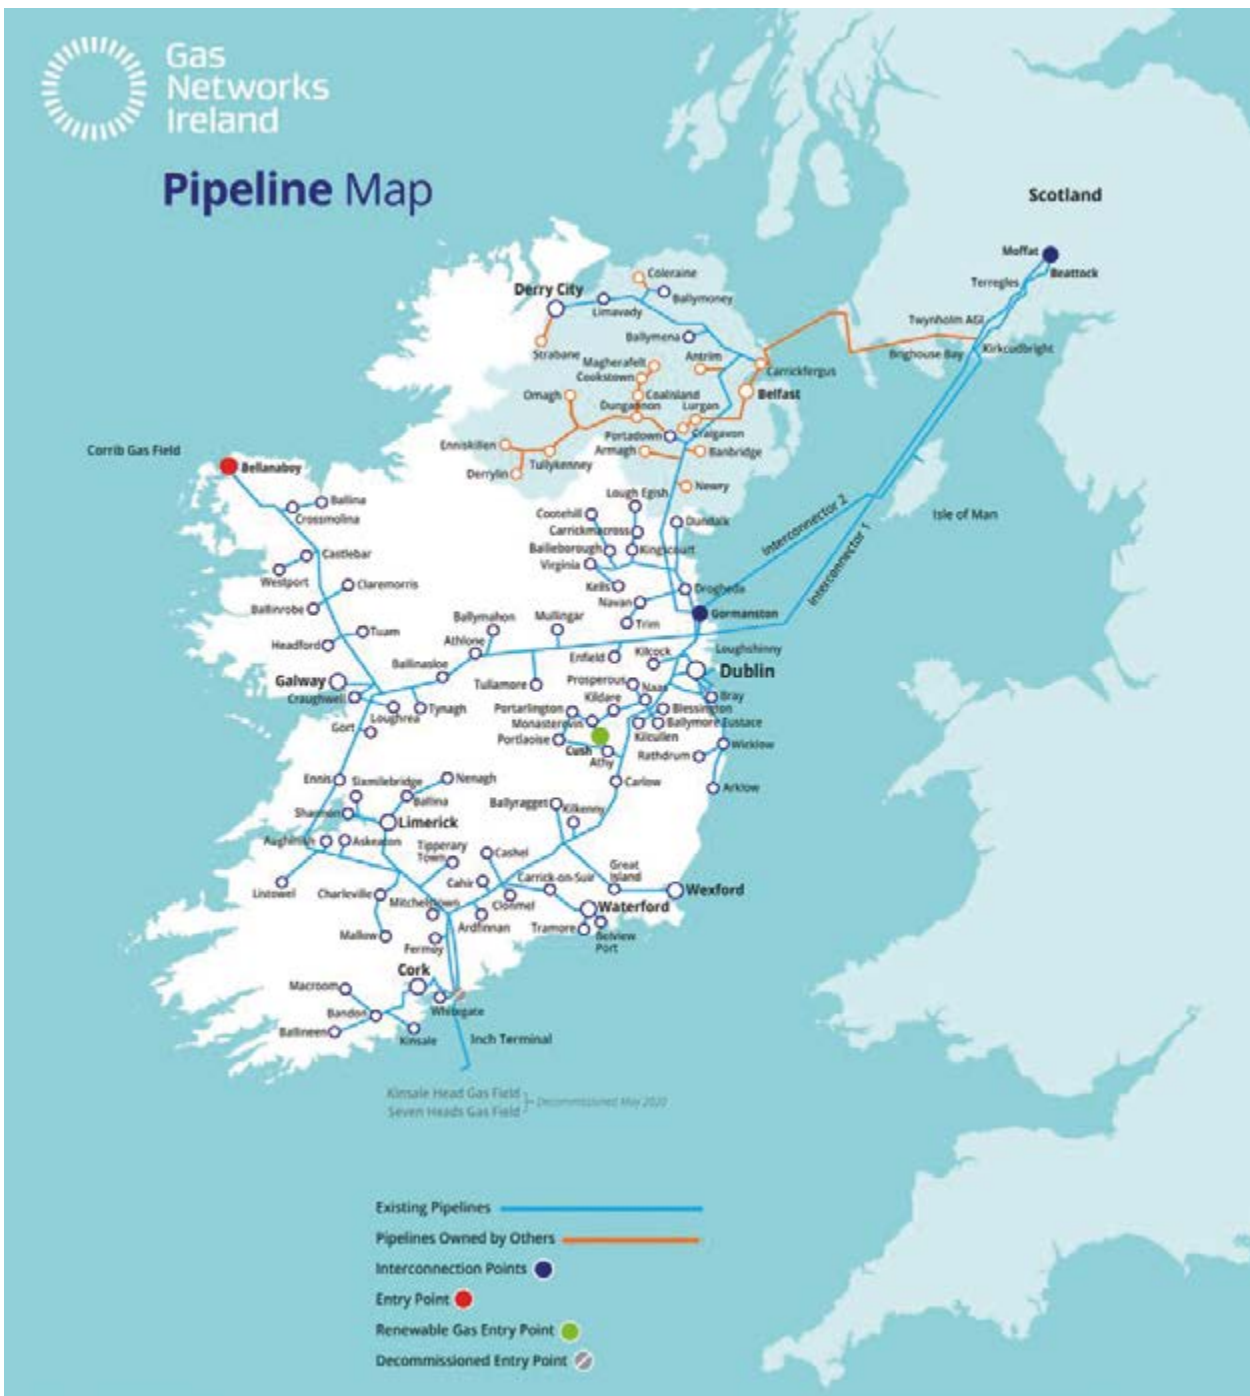 Gas
Networks
Ireland
Pipeline Map
Scotland
Moffat
Beattock
Terregles
Coleraine
Derry City
Ballymoney
Limavady
Twynholm AGI
Ballymena
Kirkcudbright
Brighouse Bay
Strabane
Antrim
Magherafelt
Carrickfergus
Cookstown
Omagh
Coalisland
Belfast
Dungannon
Lurgan
Portadown
Craigavon
Enniskillen
Armagh
Banbridge
Corrib Gas Field
Tullykenney
Bellanaboy
Derrylin
Newry
Lough Egish
Ballina
Cootehill
Isle of Man
Crossmolina
Dundalk
Interconnector 2
Carrickmacross
Bailieborough
Kingscourt
Castlebar
Virginia
Interconnector 1
Westport
Claremorris
Kells
Drogheda
Navan
Ballinrobe
Gormanston
Ballymahon
Mullingar
Trim
Tuam
Athlone
Headford
Loughshinny
Kilcock
Enfield
Ballinasloe
Dublin
Galway
Prosperous
Tullamore
Naas
Craughwell
Kildare
Bray
Tynagh
Portarlington
Blessington
Loughrea
Monasterevin
Ballymore Eustace
Gort
Kilcullen
Portlaoise
Wicklow
Cush
Rathdrum
Athy
Ennis
Sixmilebridge
Nenagh
Carlow
Arklow
Ballina
Ballyragget
Kilkenny
Shannon
Limerick
Aughinish
Askeaton
Tipperary
Town
Cashel
Great
Island
Carrick-on-Suir
Cahir
Listowel
Charleville
Wexford
Mitchelstown
Clonmel
Waterford
Ardfinnan
Tramore
Mallow
Belview
Port
Fermoy
Cork
Macroom
Whitegate
Bandon
Ballineen
Kinsale
Inch Terminal
Kinsale Head Gas Field
Seven Heads Gas Field
Decommissioned May 2020
Existing Pipelines
Pipelines Owned by Others
Interconnection Points
Entry Point
Renewable Gas Entry Point
Decommissioned Entry Point